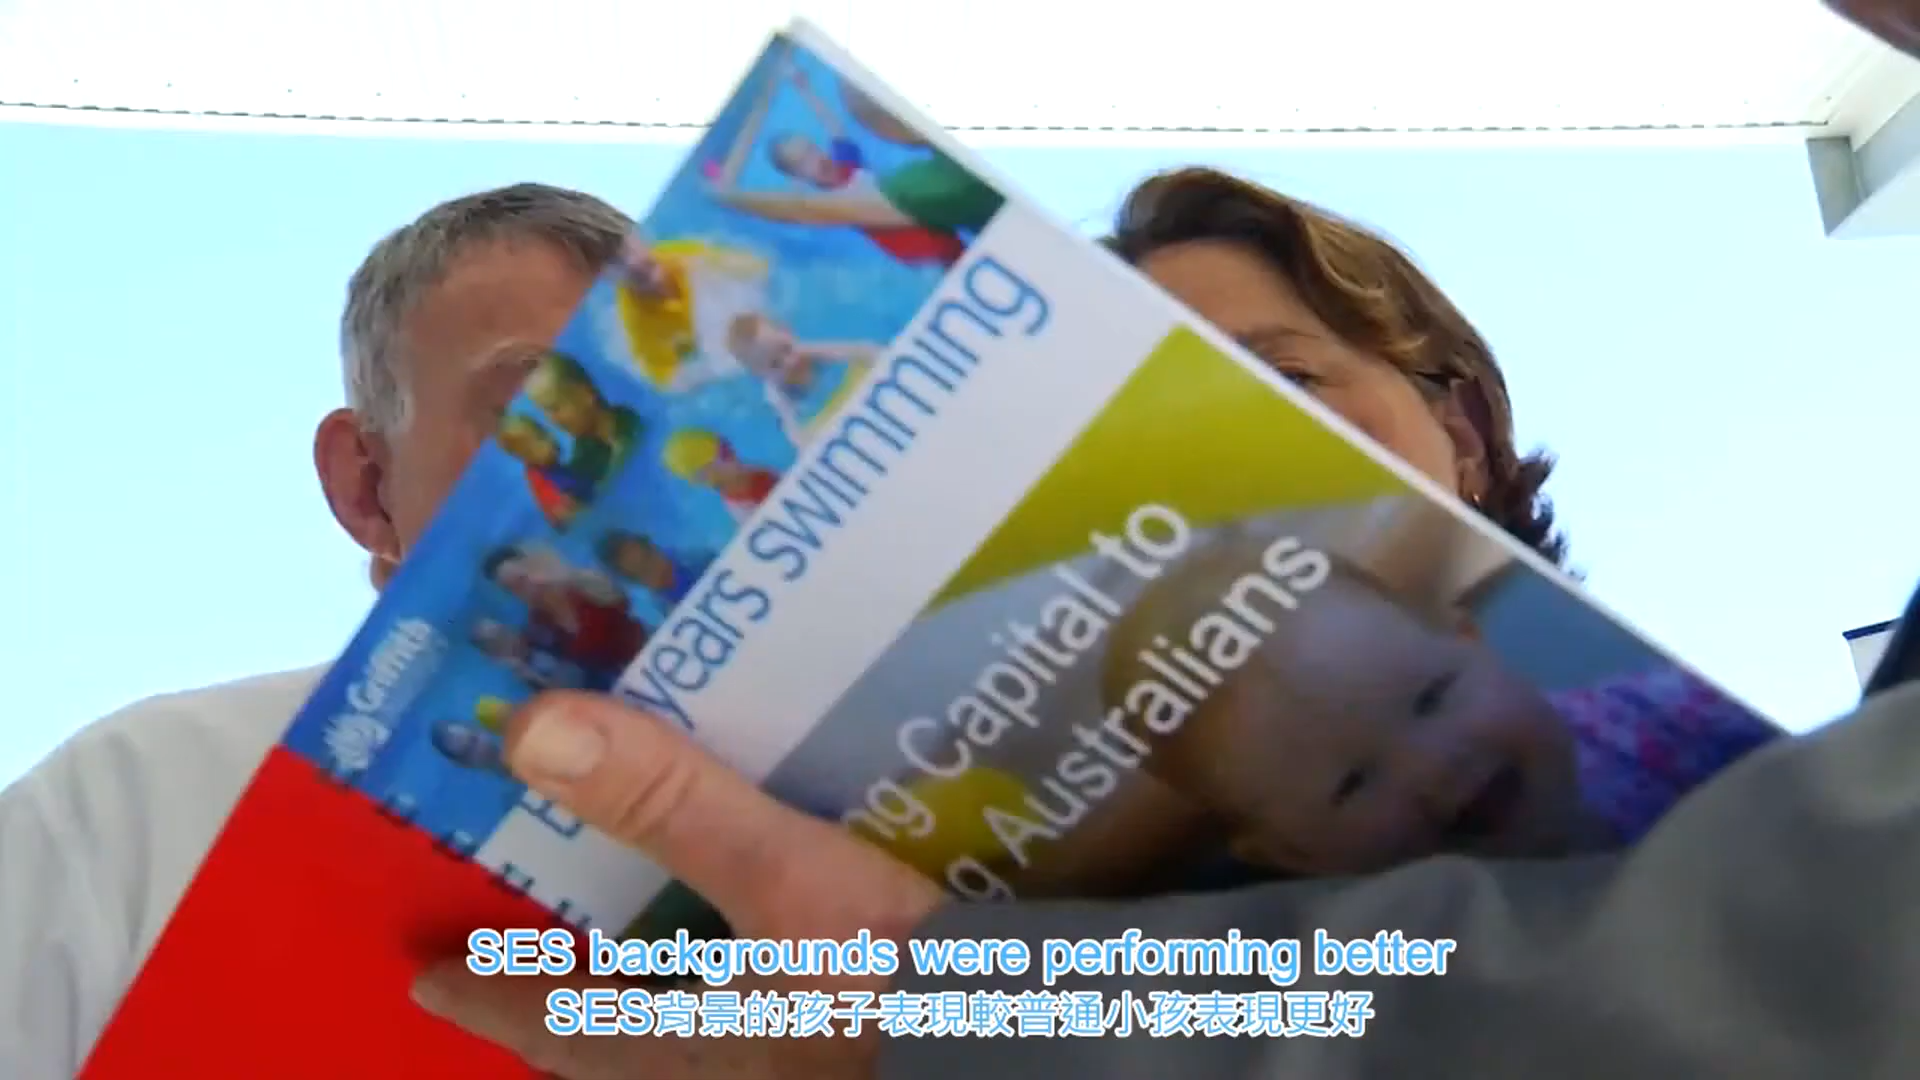 Griffith
years swimming
Capital to
Australians
SES backgrounds were performing better
SES背景的孩子表現較普通小孩表現更好